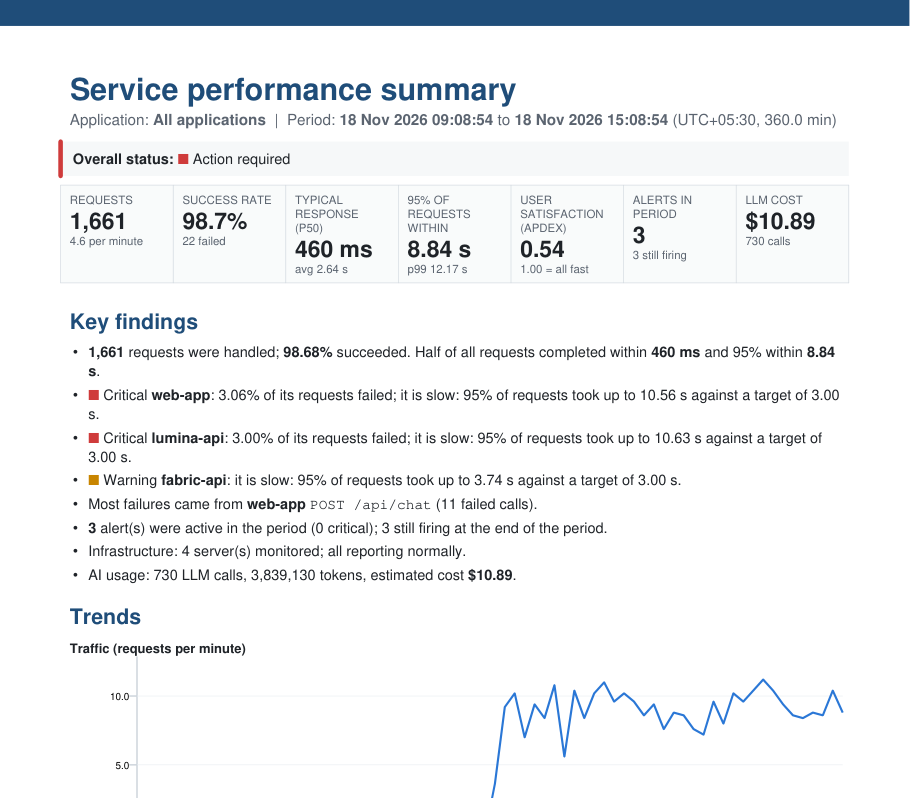 Service performance summary
Application: All applications | Period: 18 Nov 2026 09:08:54 to 18 Nov 2026 15:08:54 (UTC+05:30, 360.0 min)
Overall status: Action required
REQUESTS
1,661
4.6 per minute
SUCCESS RATE
98.7%
22 failed
TYPICAL
RESPONSE
(P50)
460 ms
avg 2.64 s
95% OF
REQUESTS
WITHIN
8.84 s
p99 12.17 s
USER
SATISFACTION
(APDEX)
0.54
1.00 = all fast
ALERTS IN
PERIOD
3
3 still firing
LLM COST
$10.89
730 calls
Key findings
• 1,661 requests were handled; 98.68% succeeded. Half of all requests completed within 460 ms and 95% within 8.84
s.
• Critical web-app: 3.06% of its requests failed; it is slow: 95% of requests took up to 10.56 s against a target of 3.00
s.
• Critical lumina-api: 3.00% of its requests failed; it is slow: 95% of requests took up to 10.63 s against a target of
3.00 s.
• Warning fabric-api: it is slow: 95% of requests took up to 3.74 s against a target of 3.00 s.
• Most failures came from web-app POST /api/chat (11 failed calls).
• 3 alert(s) were active in the period (0 critical); 3 still firing at the end of the period.
• Infrastructure: 4 server(s) monitored; all reporting normally.
• AI usage: 730 LLM calls, 3,839,130 tokens, estimated cost $10.89.
Trends
Traffic (requests per minute)
10.0
5.0